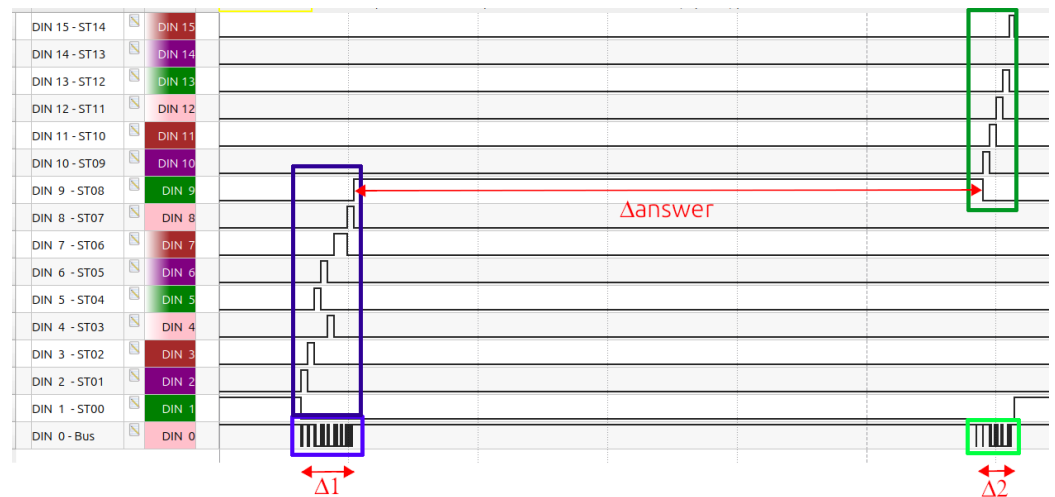 DIN 15 - ST14 DIN 15
DIN 14 - ST13 DIN 14
DIN 13 - ST12 DIN 13
DIN 12 - ST11 DIN 12
DIN 11 - ST10 DIN 11
DIN 10 - ST09 DIN 10
DIN 9 - ST08 DIN 9
DIN 8 - ST07 DIN 8
Δanswer
DIN 7 - ST06 DIN 7
DIN 6 - ST05 DIN 6
DIN 5 - ST04 DIN 5
DIN 4 - ST03 DIN 4
DIN 3 - ST02 DIN 3
DIN 2 - ST01 DIN 2
DIN 1 - ST00 DIN 1
DIN 0 - Bus DIN 0
Δ1 Δ2